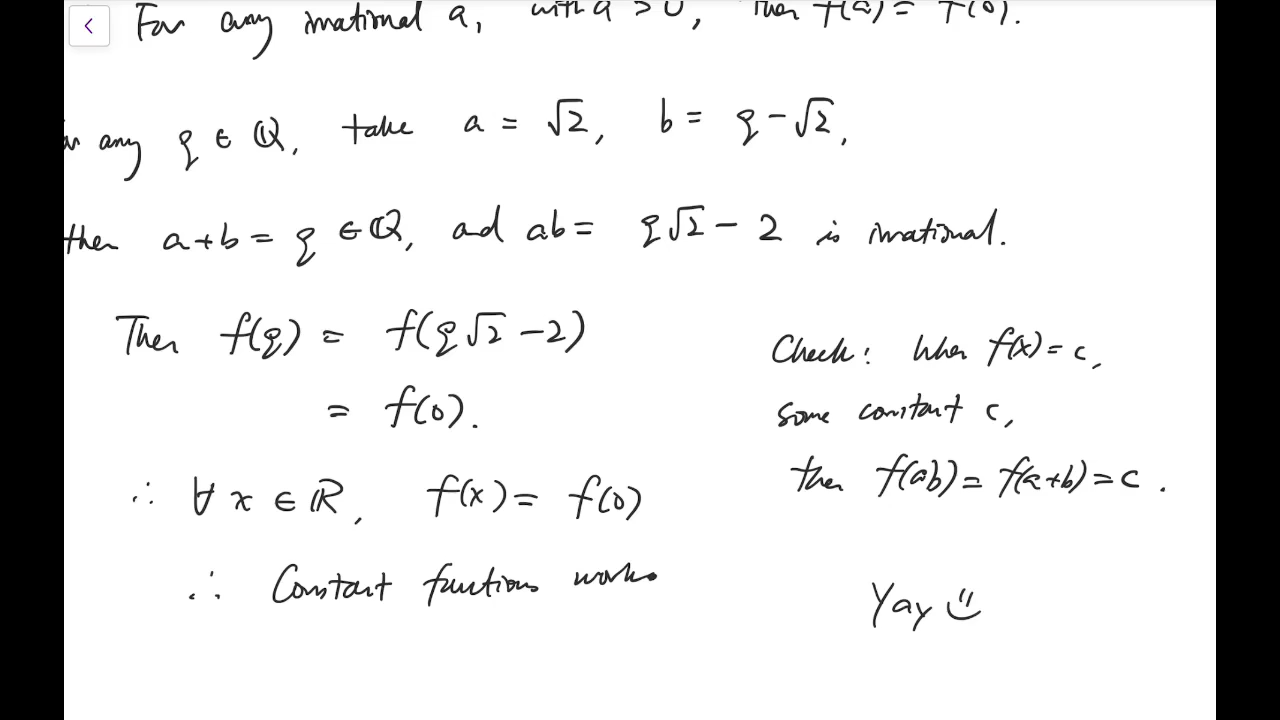 For any irrational a, with a > 0, Then f(a) = f(0).
any q ∈ ℚ, take a = √2, b = q - √2,
then a+b = q ∈ ℚ, and ab = q√2 - 2 is irrational.
Then f(q) = f(q√2 - 2)
= f(0).
∴ ∀ x ∈ ℝ, f(x) = f(0)
∴ Constant functions works
Check: When f(x) = c,
some constant c,
then f(ab) = f(a+b) = c.
Yay